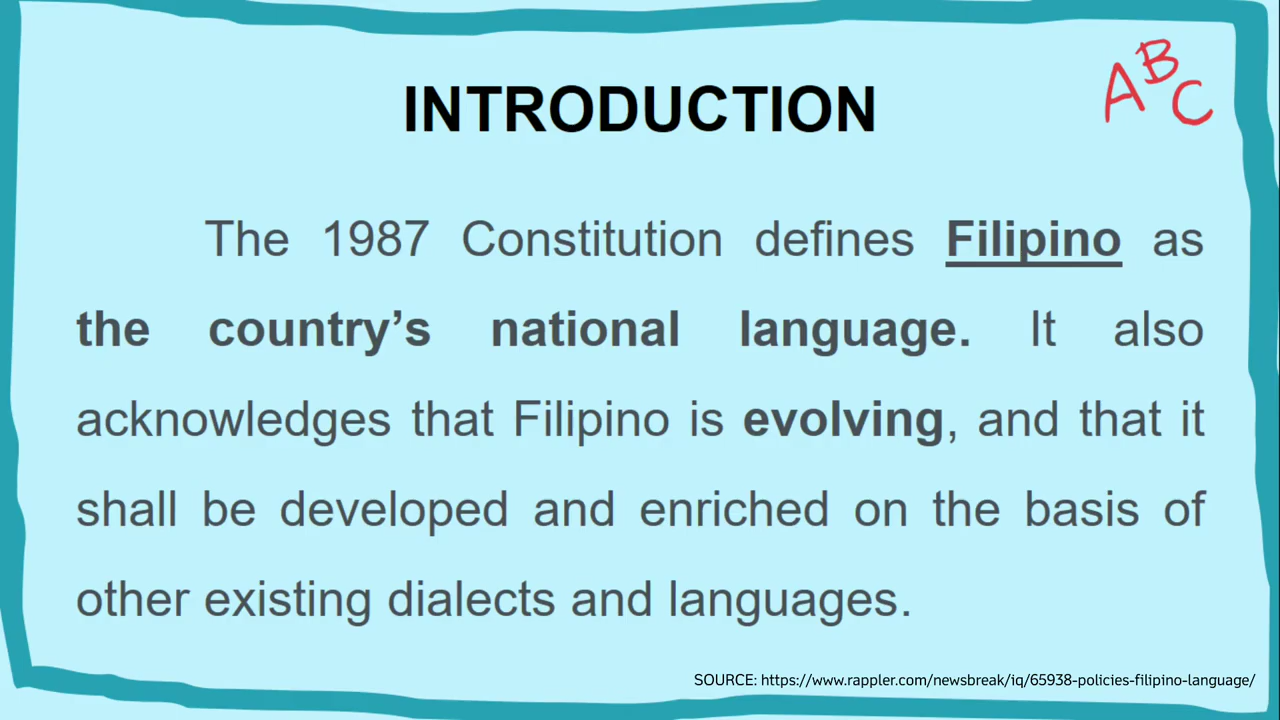 ABC
INTRODUCTION
The 1987 Constitution defines Filipino as
the country’s national language. It also
acknowledges that Filipino is evolving, and that it
shall be developed and enriched on the basis of
other existing dialects and languages.
SOURCE: https://www.rappler.com/newsbreak/iq/65938-policies-filipino-language/